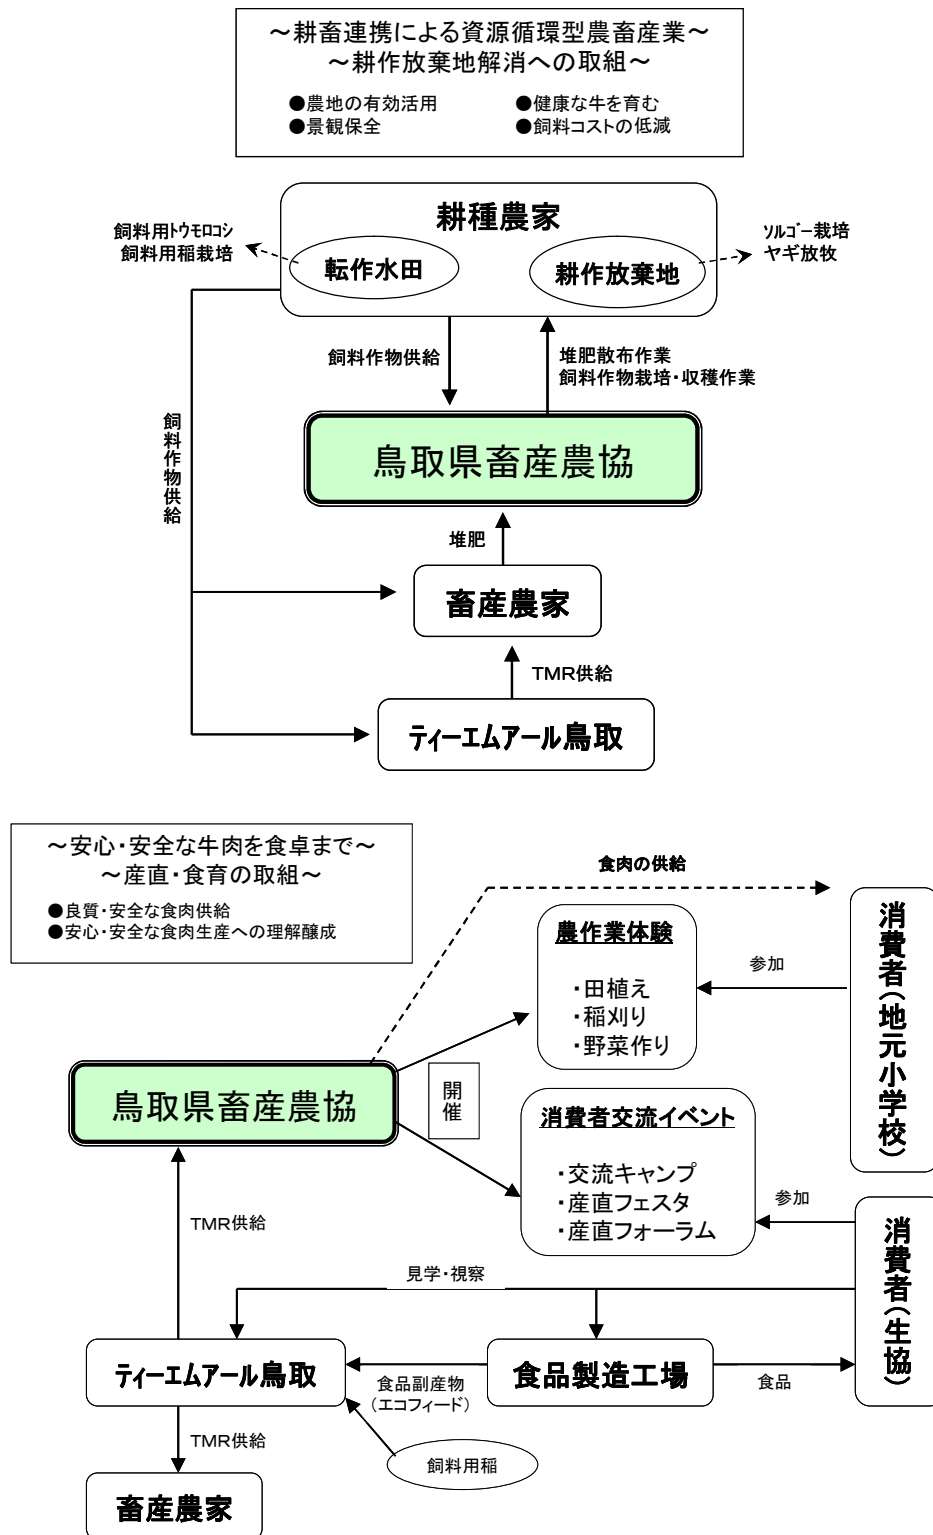 ～耕畜連携による資源循環型農畜産業～
～耕作放棄地解消への取組～
●農地の有効活用
●健康な牛を育む
●景観保全
●飼料コストの低減
耕種農家
飼料用トウモロコシ
飼料用稲栽培
転作水田
耕作放棄地
ソルゴー栽培
ヤギ放牧
飼料作物供給
堆肥散布作業
飼料作物栽培・収穫作業
飼料作物供給
鳥取県畜産農協
堆肥
畜産農家
TMR供給
ティーエムアール鳥取
～安心・安全な牛肉を食卓まで～
～産直・食育の取組～
●良質・安全な食肉供給
●安心・安全な食肉生産への理解醸成
食肉の供給
消費者（地元小学校）
農作業体験
・田植え
・稲刈り
・野菜作り
参加
鳥取県畜産農協
開催
消費者交流イベント
・交流キャンプ
・産直フェスタ
・産直フォーラム
参加
消費者（生協）
TMR供給
見学・視察
ティーエムアール鳥取
食品副産物
（エコフィード）
食品製造工場
食品
TMR供給
飼料用稲
畜産農家